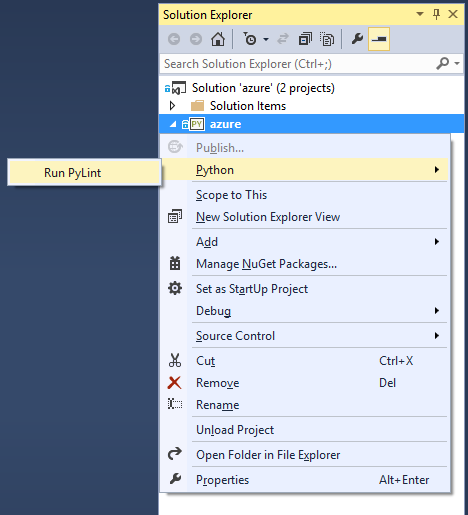 Solution Explorer
Search Solution Explorer (Ctrl+;)
Solution 'azure' (2 projects)
Solution Items
PY azure
Publish...
Python
Run PyLint
Scope to This
New Solution Explorer View
Add
Manage NuGet Packages...
Set as StartUp Project
Debug
Source Control
Cut Ctrl+X
Remove Del
Rename
Unload Project
Open Folder in File Explorer
Properties Alt+Enter